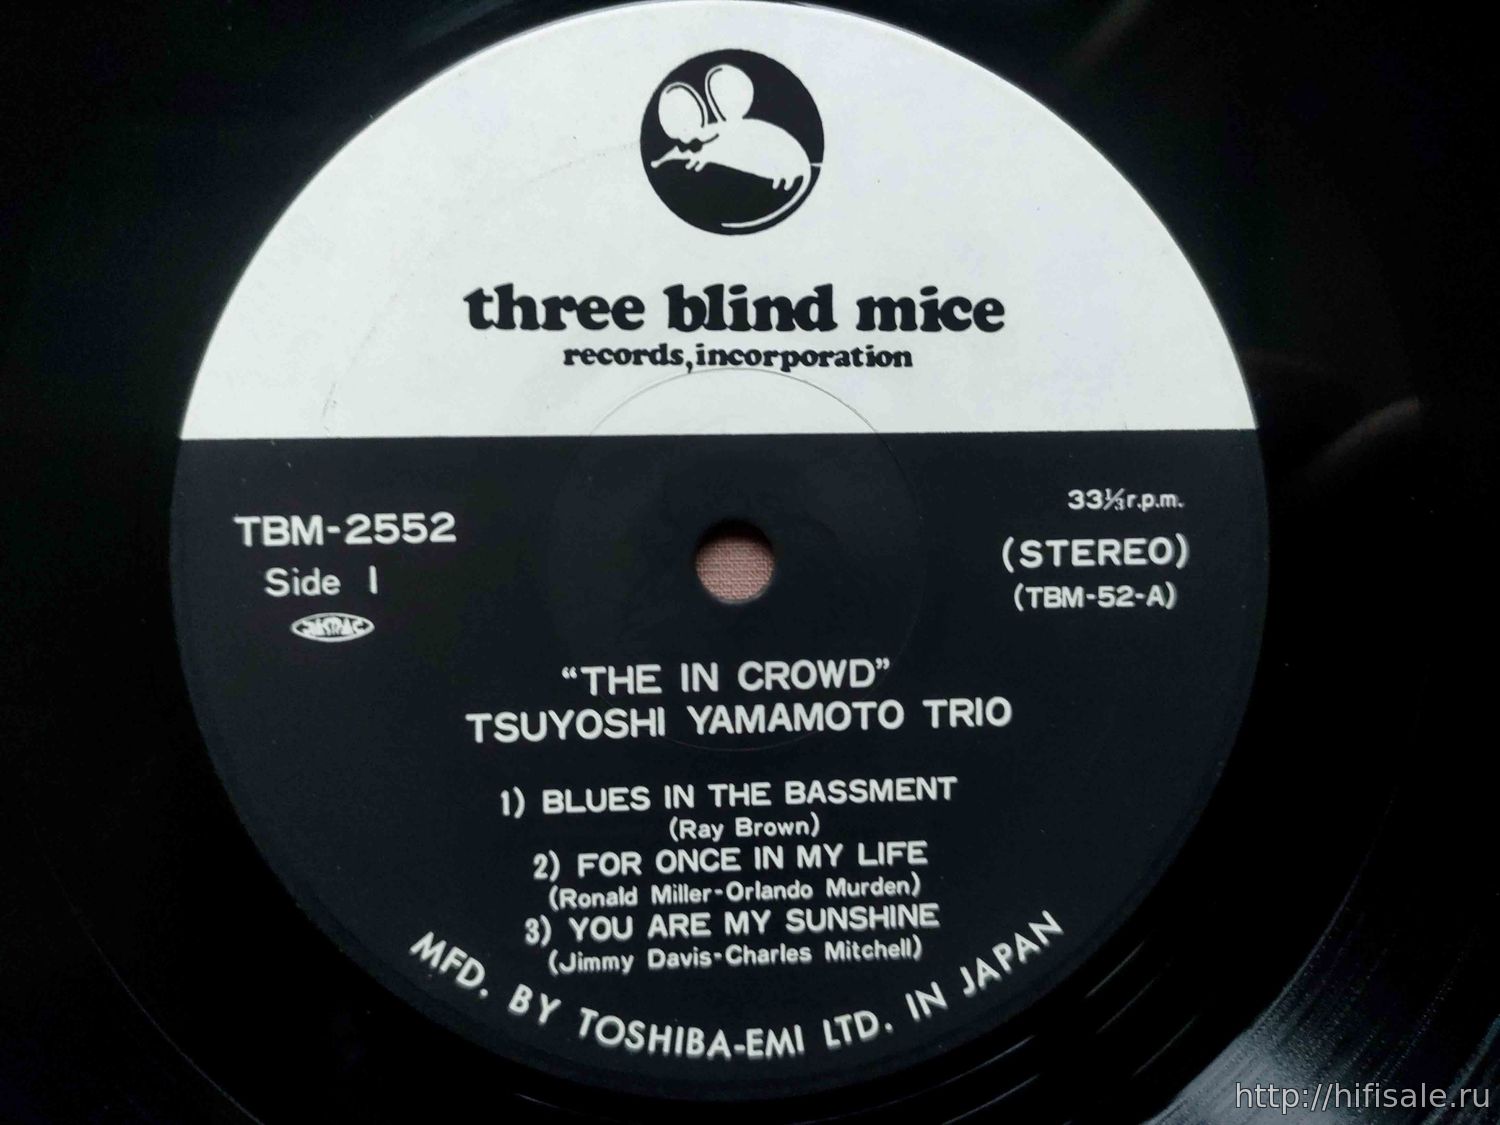 three blind mice
records, incorporation
TBM-2552
Side 1
JASRAC
33⅓ r.p.m.
(STEREO)
(TBM-52-A)
“THE IN CROWD”
TSUYOSHI YAMAMOTO TRIO
1) BLUES IN THE BASSMENT
(Ray Brown)
2) FOR ONCE IN MY LIFE
(Ronald Miller-Orlando Murden)
3) YOU ARE MY SUNSHINE
(Jimmy Davis-Charles Mitchell)
MFD. BY TOSHIBA-EMI LTD. IN JAPAN
http://hifisale.ru